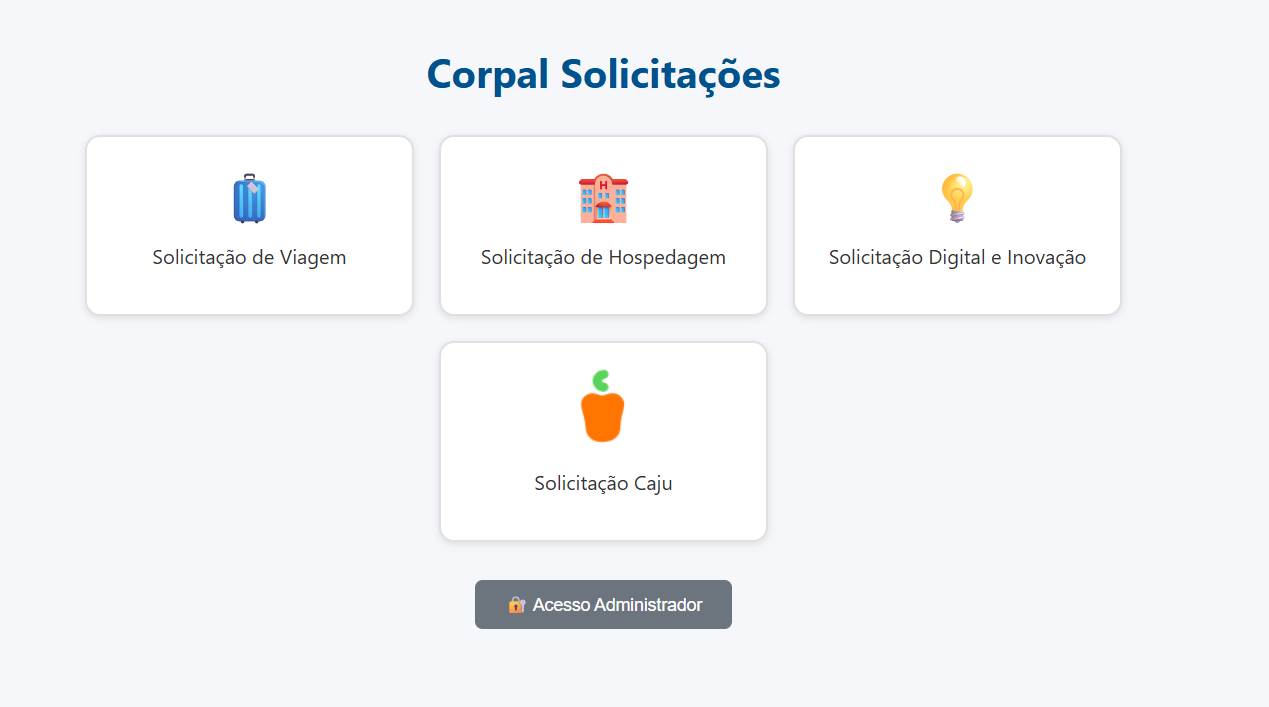 Corpal Solicitações
H
Solicitação de Viagem
Solicitação de Hospedagem
Solicitação Digital e Inovação
Solicitação Caju
Acesso Administrador